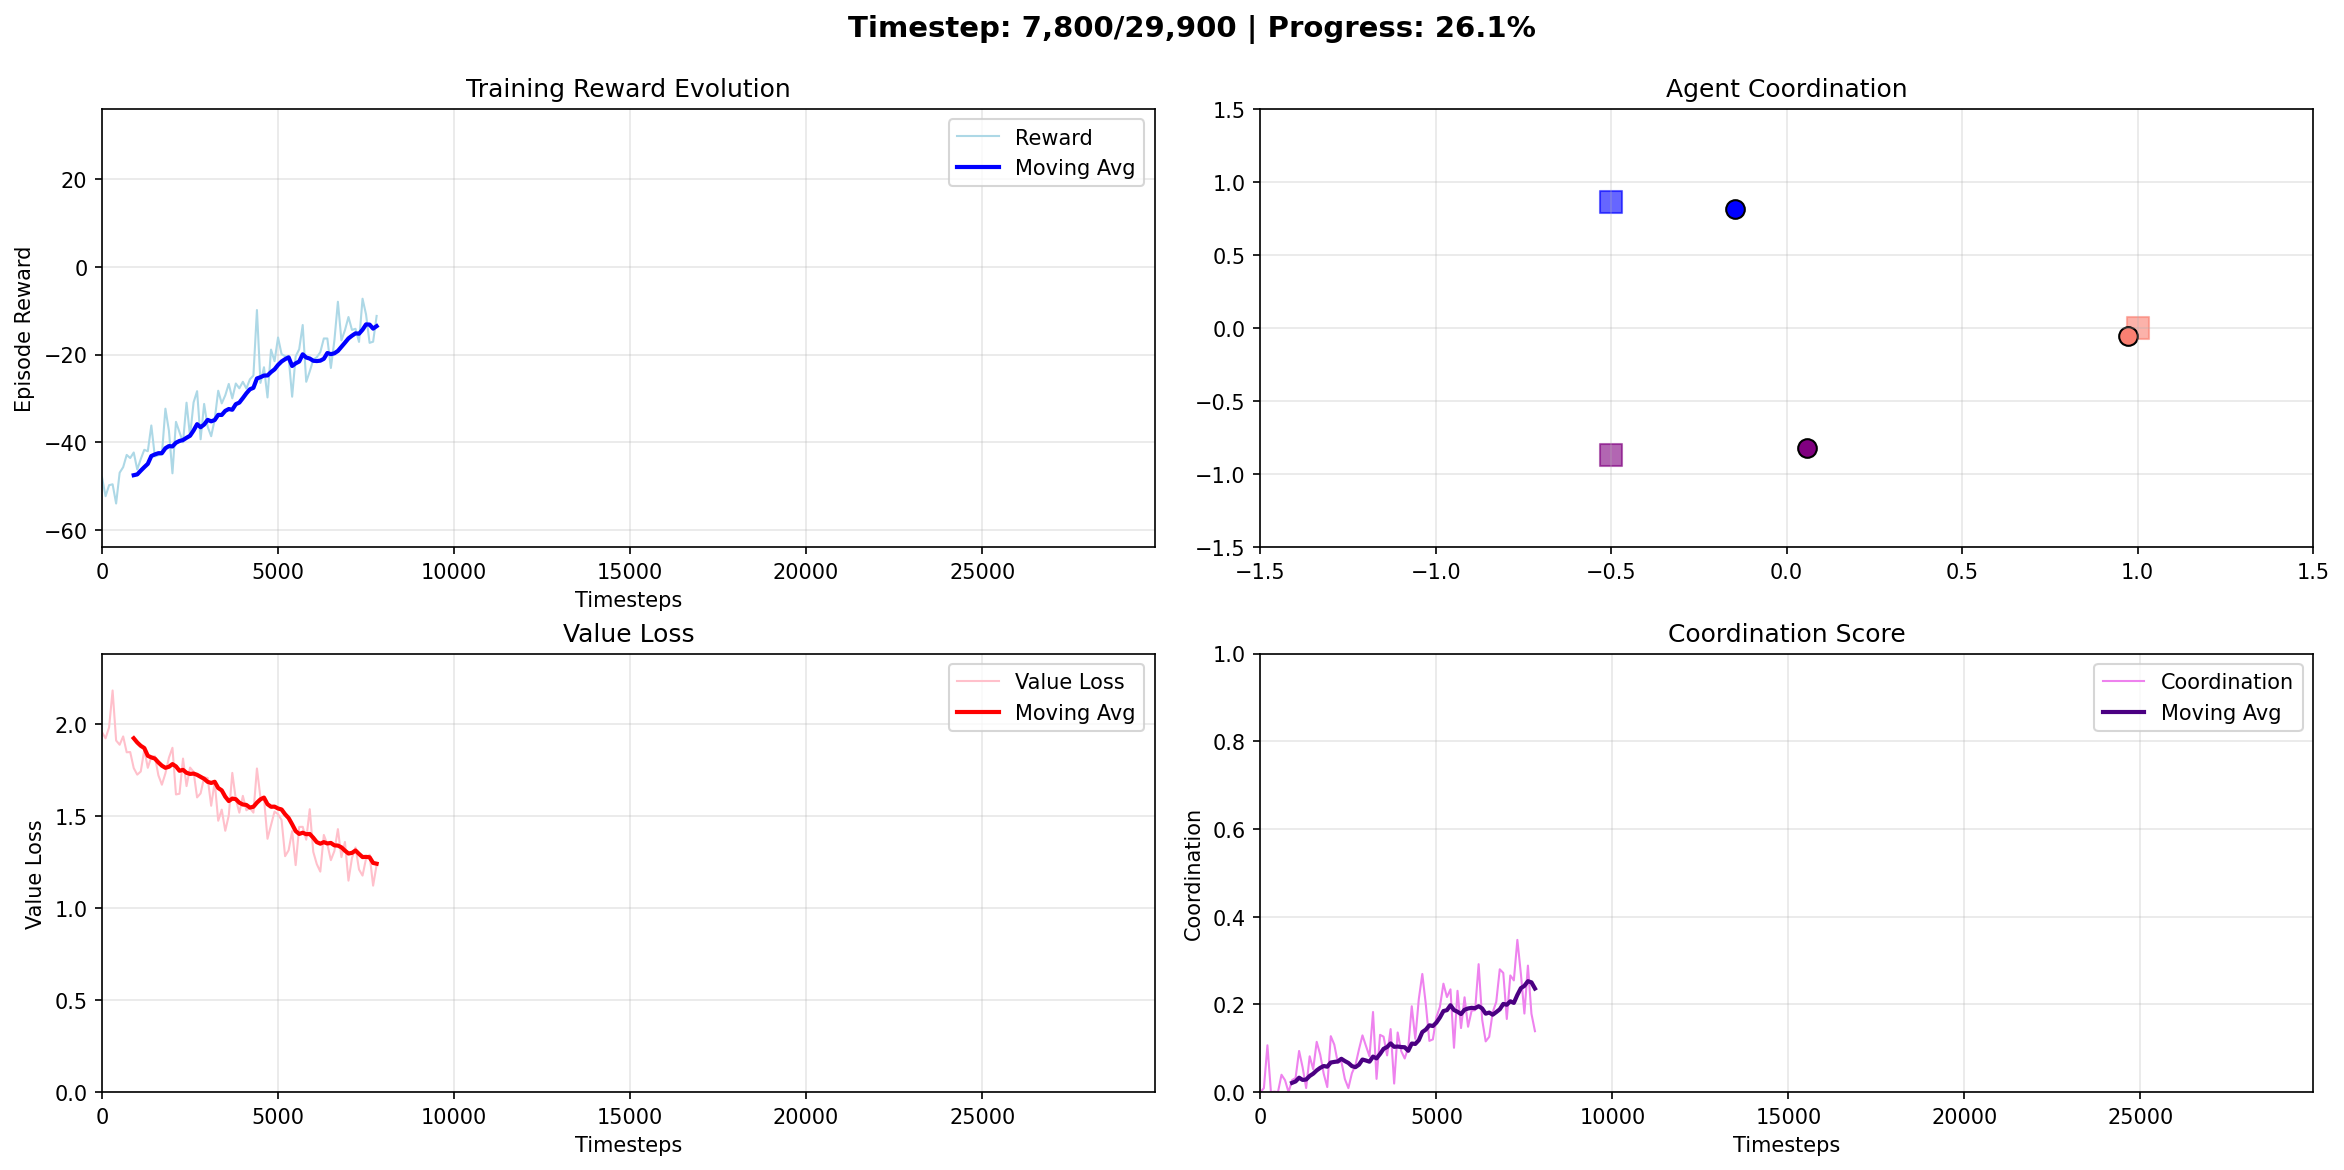 Timestep: 7,800/29,900 | Progress: 26.1%
Training Reward Evolution
Reward
Moving Avg
Episode Reward
20
0
−20
−40
−60
0 5000 10000 15000 20000 25000
Timesteps
Agent Coordination
1.5
1.0
0.5
0.0
−0.5
−1.0
−1.5
−1.5 −1.0 −0.5 0.0 0.5 1.0 1.5
Value Loss
Value Loss
Moving Avg
Value Loss
2.0
1.5
1.0
0.5
0.0
0 5000 10000 15000 20000 25000
Timesteps
Coordination Score
Coordination
Moving Avg
Coordination
1.0
0.8
0.6
0.4
0.2
0.0
0 5000 10000 15000 20000 25000
Timesteps